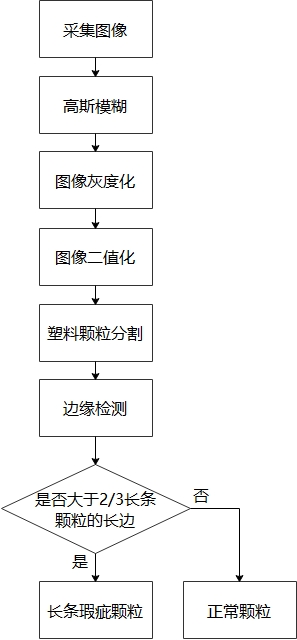 采集图像
高斯模糊
图像灰度化
图像二值化
塑料颗粒分割
边缘检测
是否大于2/3长条
颗粒的长边
否
是
长条瑕疵颗粒
正常颗粒